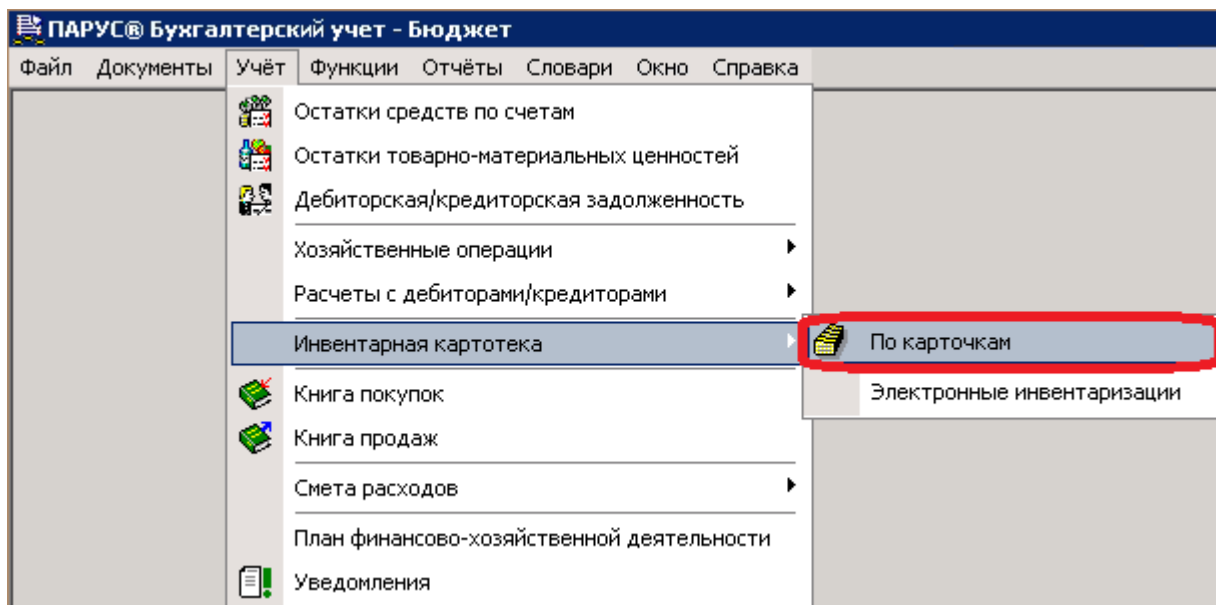 ПАРУС® Бухгалтерский учет - Бюджет
Файл Документы Учёт Функции Отчёты Словари Окно Справка
Остатки средств по счетам
Остатки товарно-материальных ценностей
Дебиторская/кредиторская задолженность
Хозяйственные операции
Расчеты с дебиторами/кредиторами
Инвентарная картотека
По карточкам
Электронные инвентаризации
Книга покупок
Книга продаж
Смета расходов
План финансово-хозяйственной деятельности
Уведомления